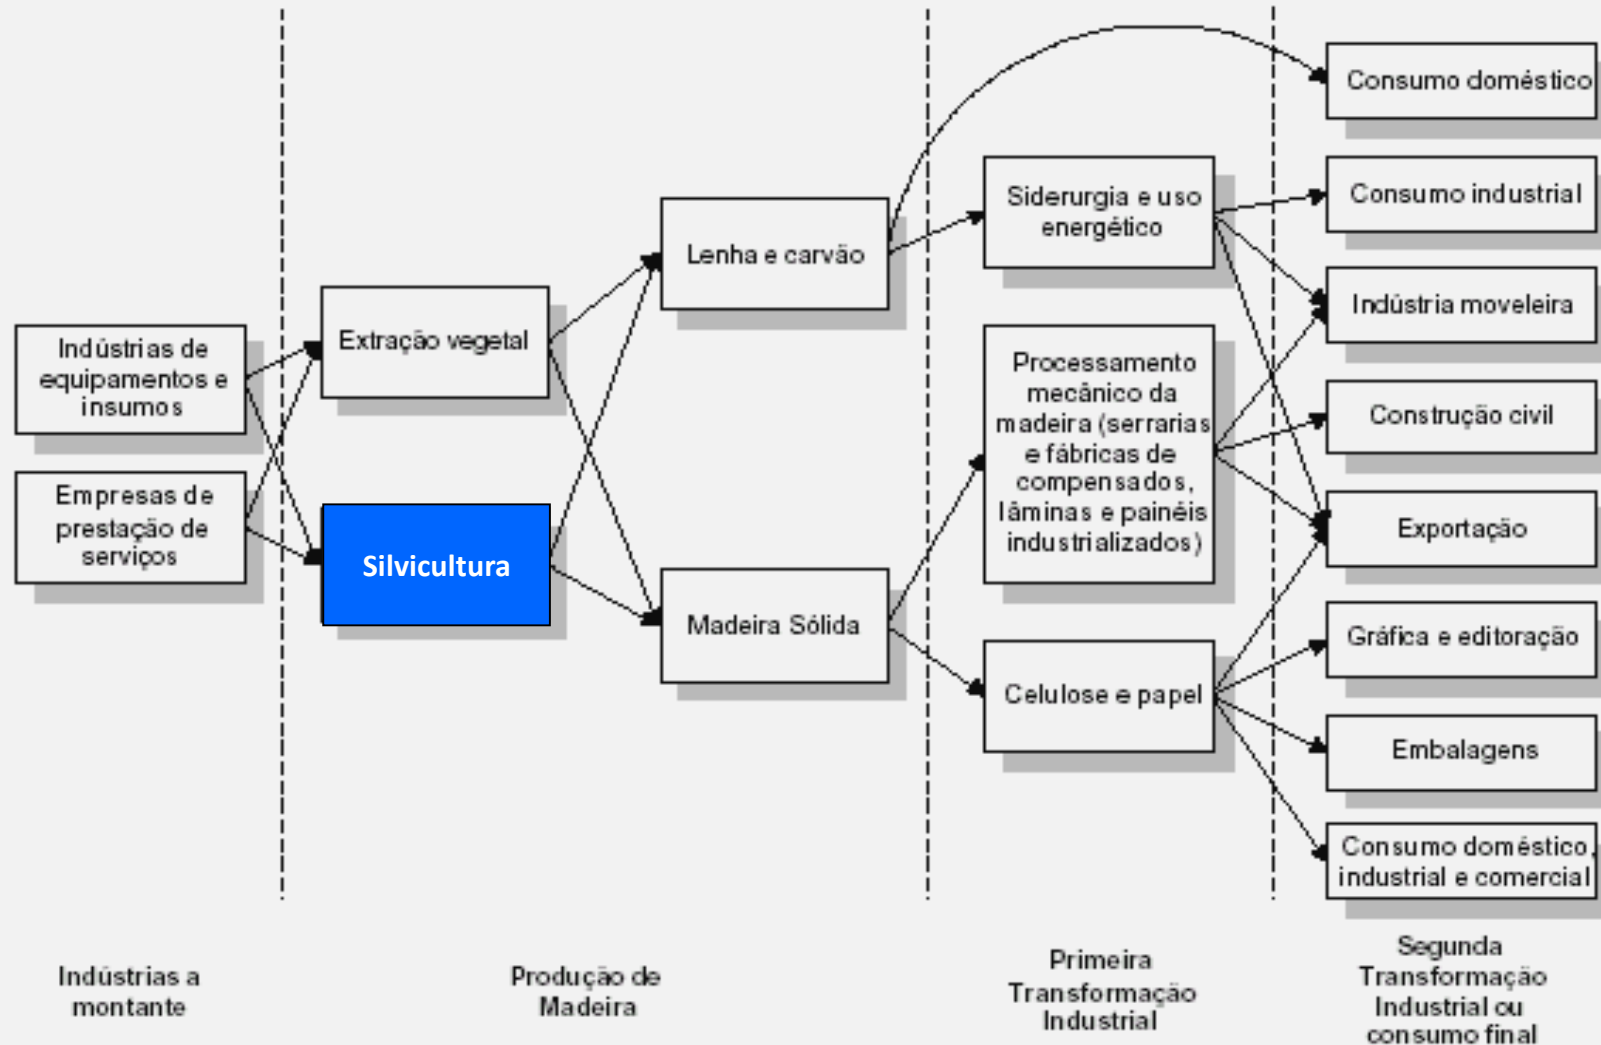 Indústrias de
equipamentos e
insumos
Empresas de
prestação de
serviços
Extração vegetal
Silvicultura
Lenha e carvão
Madeira Sólida
Siderurgia e uso
energético
Processamento
mecânico da
madeira (serrarias
e fábricas de
compensados,
lâminas e painéis
industrializados)
Celulose e papel
Consumo doméstico
Consumo industrial
Indústria moveleira
Construção civil
Exportação
Gráfica e editoração
Embalagens
Consumo doméstico,
industrial e comercial
Indústrias a
montante
Produção de
Madeira
Primeira
Transformação
Industrial
Segunda
Transformação
Industrial ou
consumo final